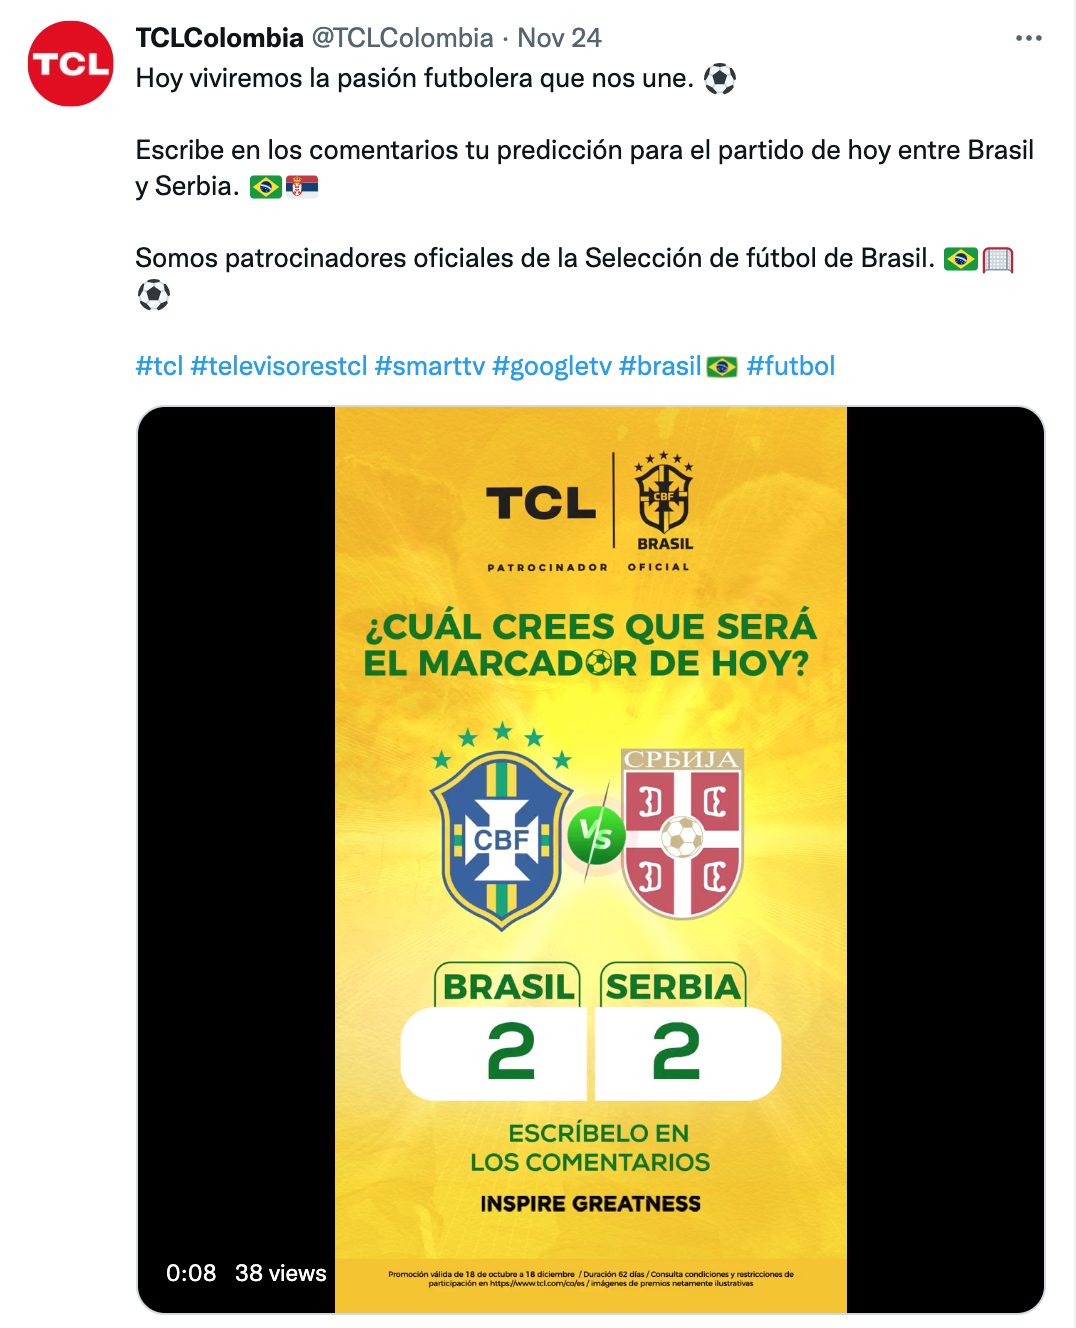 TCL
TCLColombia @TCLColombia · Nov 24
Hoy viviremos la pasión futbolera que nos une. ⚽
Escribe en los comentarios tu predicción para el partido de hoy entre Brasil
y Serbia. 🇧🇷🇷🇸
Somos patrocinadores oficiales de la Selección de fútbol de Brasil. 🇧🇷🥅
⚽
#tcl #televisorestcl #smarttv #googletv #brasil🇧🇷 #futbol
TCL
CBF
BRASIL
PATROCINADOR OFICIAL
¿CUÁL CREES QUE SERÁ
EL MARCADOR DE HOY?
CBF
VS
СРБИЈА
BRASIL SERBIA
2 2
ESCRÍBELO EN
LOS COMENTARIOS
INSPIRE GREATNESS
0:08 38 views
Promoción válida de 18 de octubre a 18 diciembre / Duración 62 días / Consulta condiciones y restricciones de
participación en https://www.tcl.com/co/es / imágenes de premios netamente ilustrativas